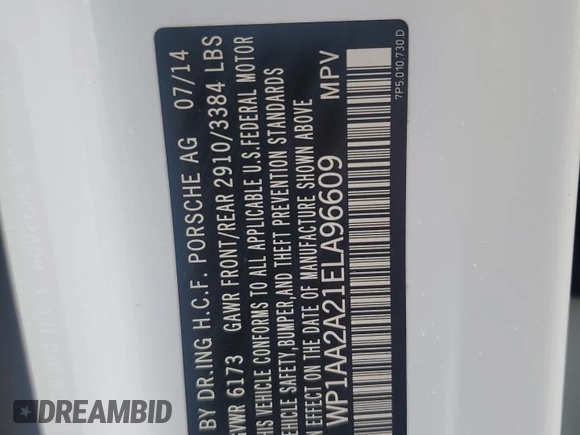 BY DR.ING H.C.F. PORSCHE AG 07/14
GVWR 6173 GAWR FRONT/REAR 2910/3384 LBS
THIS VEHICLE CONFORMS TO ALL APPLICABLE U.S.FEDERAL MOTOR
VEHICLE SAFETY,BUMPER,AND THEFT PREVENTION STANDARDS
IN EFFECT ON THE DATE OF MANUFACTURE SHOWN ABOVE
WP1AA2A21ELA96609 MPV
7P5.010.730.D
DREAMBID